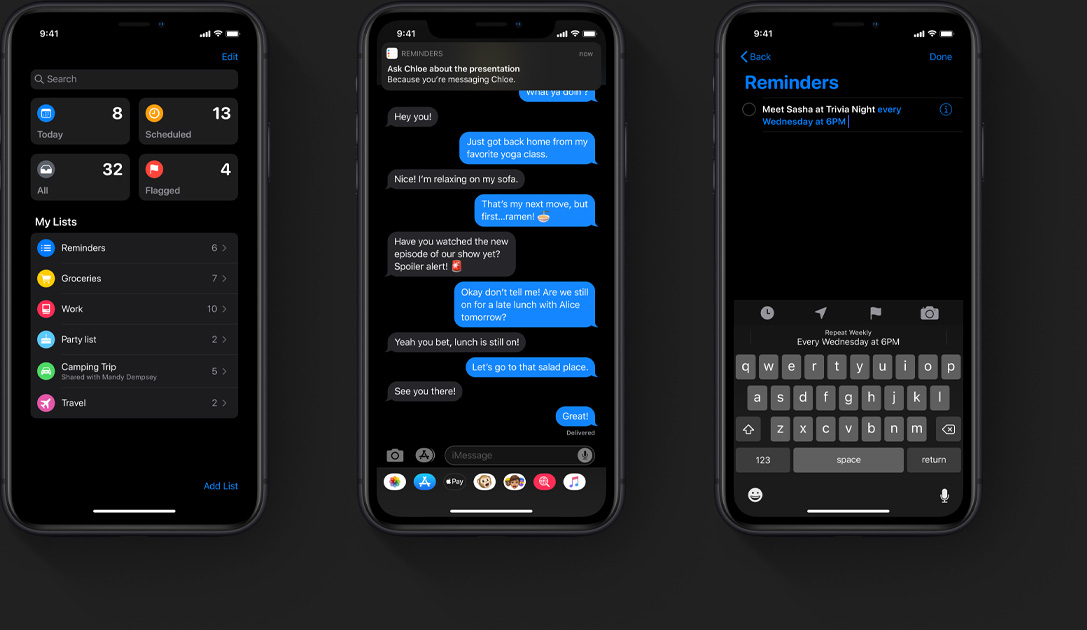 9:41
Edit
Search
8
Today
13
Scheduled
32
All
4
Flagged
My Lists
Reminders 6
Groceries 7
Work 10
Party list 2
Camping Trip 5
Shared with Mandy Dempsey
Travel 2
Add List
9:41
REMINDERS now
Ask Chloe about the presentation
Because you're messaging Chloe.
What ya doin'?
Hey you!
Just got back home from my
favorite yoga class.
Nice! I'm relaxing on my sofa.
That's my next move, but
first...ramen! 🍜
Have you watched the new
episode of our show yet?
Spoiler alert! 🚨
Okay don't tell me! Are we still
on for a late lunch with Alice
tomorrow?
Yeah you bet, lunch is still on!
Let's go to that salad place.
See you there!
Great!
Delivered
iMessage
Pay
9:41
Back Done
Reminders
Meet Sasha at Trivia Night every
Wednesday at 6PM
Repeat Weekly
Every Wednesday at 6PM
q w e r t y u i o p
a s d f g h j k l
z x c v b n m
123 space return